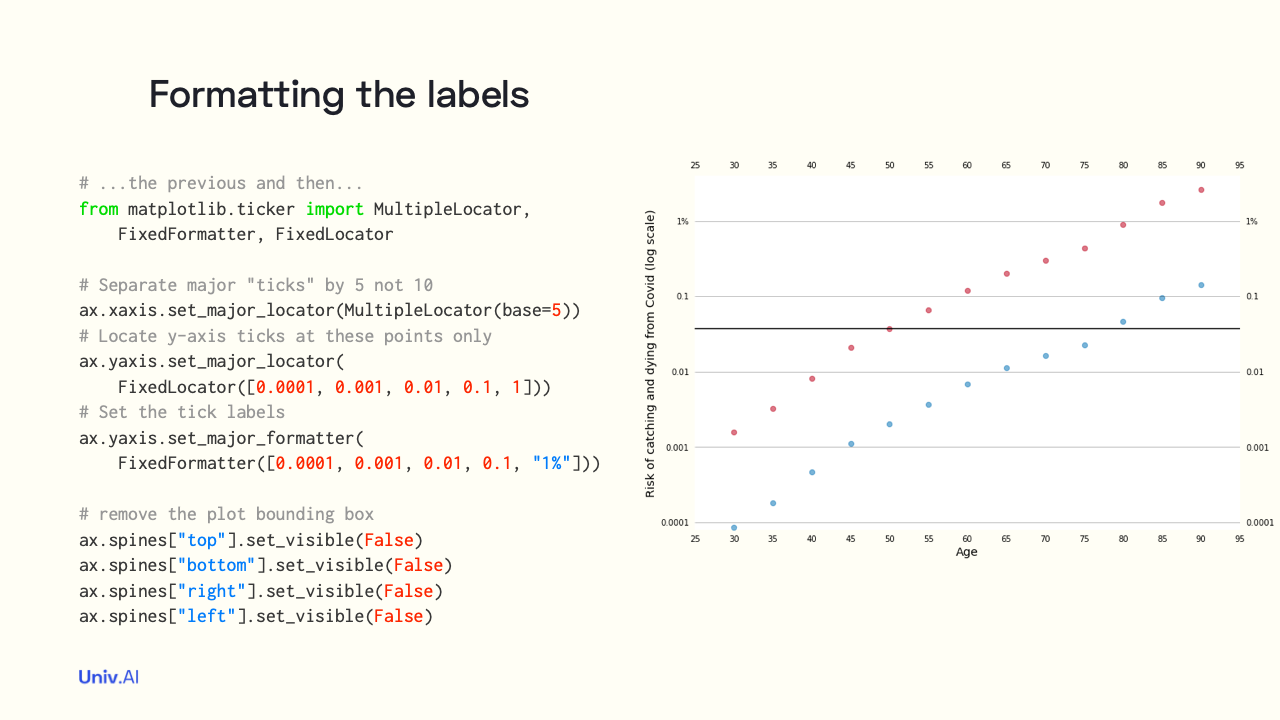 Formatting the labels
# ...the previous and then...
from matplotlib.ticker import MultipleLocator,
    FixedFormatter, FixedLocator
# Separate major "ticks" by 5 not 10
ax.xaxis.set_major_locator(MultipleLocator(base=5))
# Locate y-axis ticks at these points only
ax.yaxis.set_major_locator(
    FixedLocator([0.0001, 0.001, 0.01, 0.1, 1]))
# Set the tick labels
ax.yaxis.set_major_formatter(
    FixedFormatter([0.0001, 0.001, 0.01, 0.1, "1%"]))
# remove the plot bounding box
ax.spines["top"].set_visible(False)
ax.spines["bottom"].set_visible(False)
ax.spines["right"].set_visible(False)
ax.spines["left"].set_visible(False)
25 30 35 40 45 50 55 60 65 70 75 80 85 90 95
Risk of catching and dying from Covid (log scale)
1% 1%
0.1 0.1
0.01 0.01
0.001 0.001
0.0001 0.0001
25 30 35 40 45 50 55 60 65 70 75 80 85 90 95
Age
Univ.AI